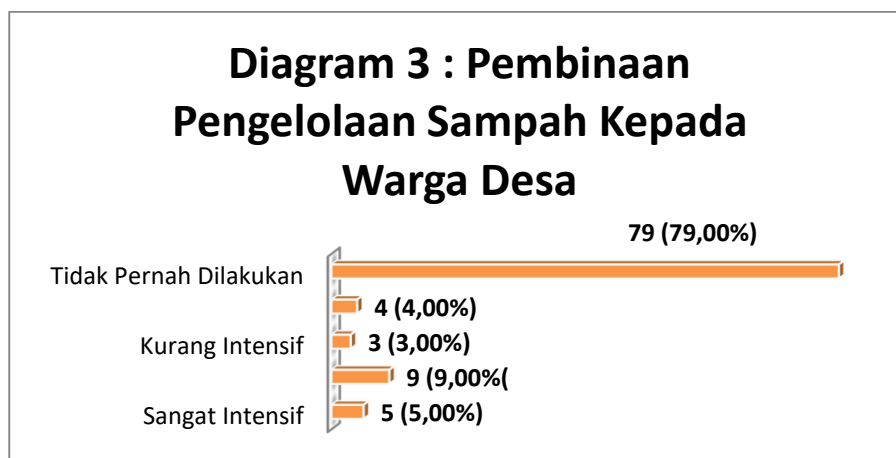 Diagram 3 : Pembinaan
Pengelolaan Sampah Kepada
Warga Desa
79 (79,00%)
Tidak Pernah Dilakukan
4 (4,00%)
Kurang Intensif
3 (3,00%)
9 (9,00%(
Sangat Intensif
5 (5,00%)